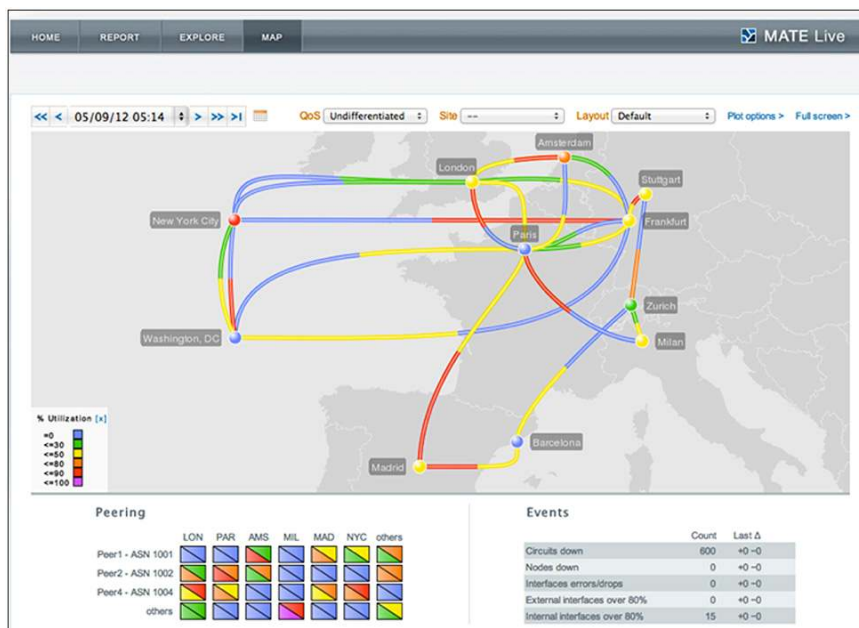 HOME REPORT EXPLORE MAP MATE Live
<< < 05/09/12 05:14 > >> >| QoS Undifferentiated Site -- Layout Default Plot options > Full screen >
Amsterdam
London
Stuttgart
New York City
Frankfurt
Paris
Zurich
Washington, DC
Milan
% Utilization [x]
=0
<=30
<=50
<=80
<=90
<=100
Barcelona
Madrid
Peering
LON PAR AMS MIL MAD NYC others
Peer1 - ASN 1001
Peer2 - ASN 1002
Peer4 - ASN 1004
others
Events
Count Last Δ
Circuits down 600 +0 −0
Nodes down 0 +0 −0
Interfaces errors/drops 0 +0 −0
External interfaces over 80% 0 +0 −0
Internal interfaces over 80% 15 +0 −0